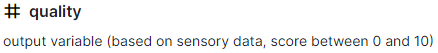 # quality
output variable (based on sensory data, score between 0 and 10)